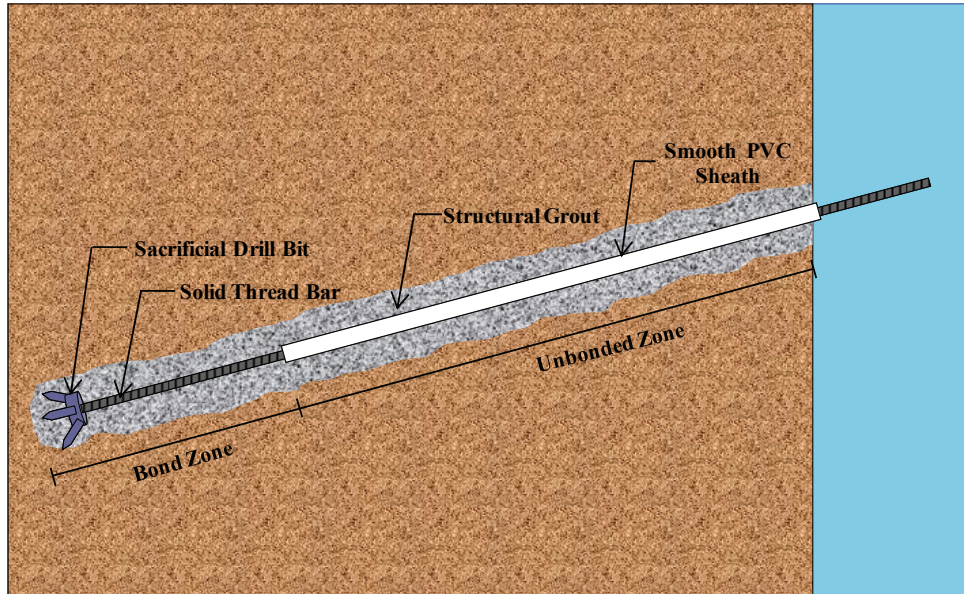 Smooth PVC
Sheath
Structural Grout
Sacrificial Drill Bit
Solid Thread Bar
Unbonded Zone
Bond Zone